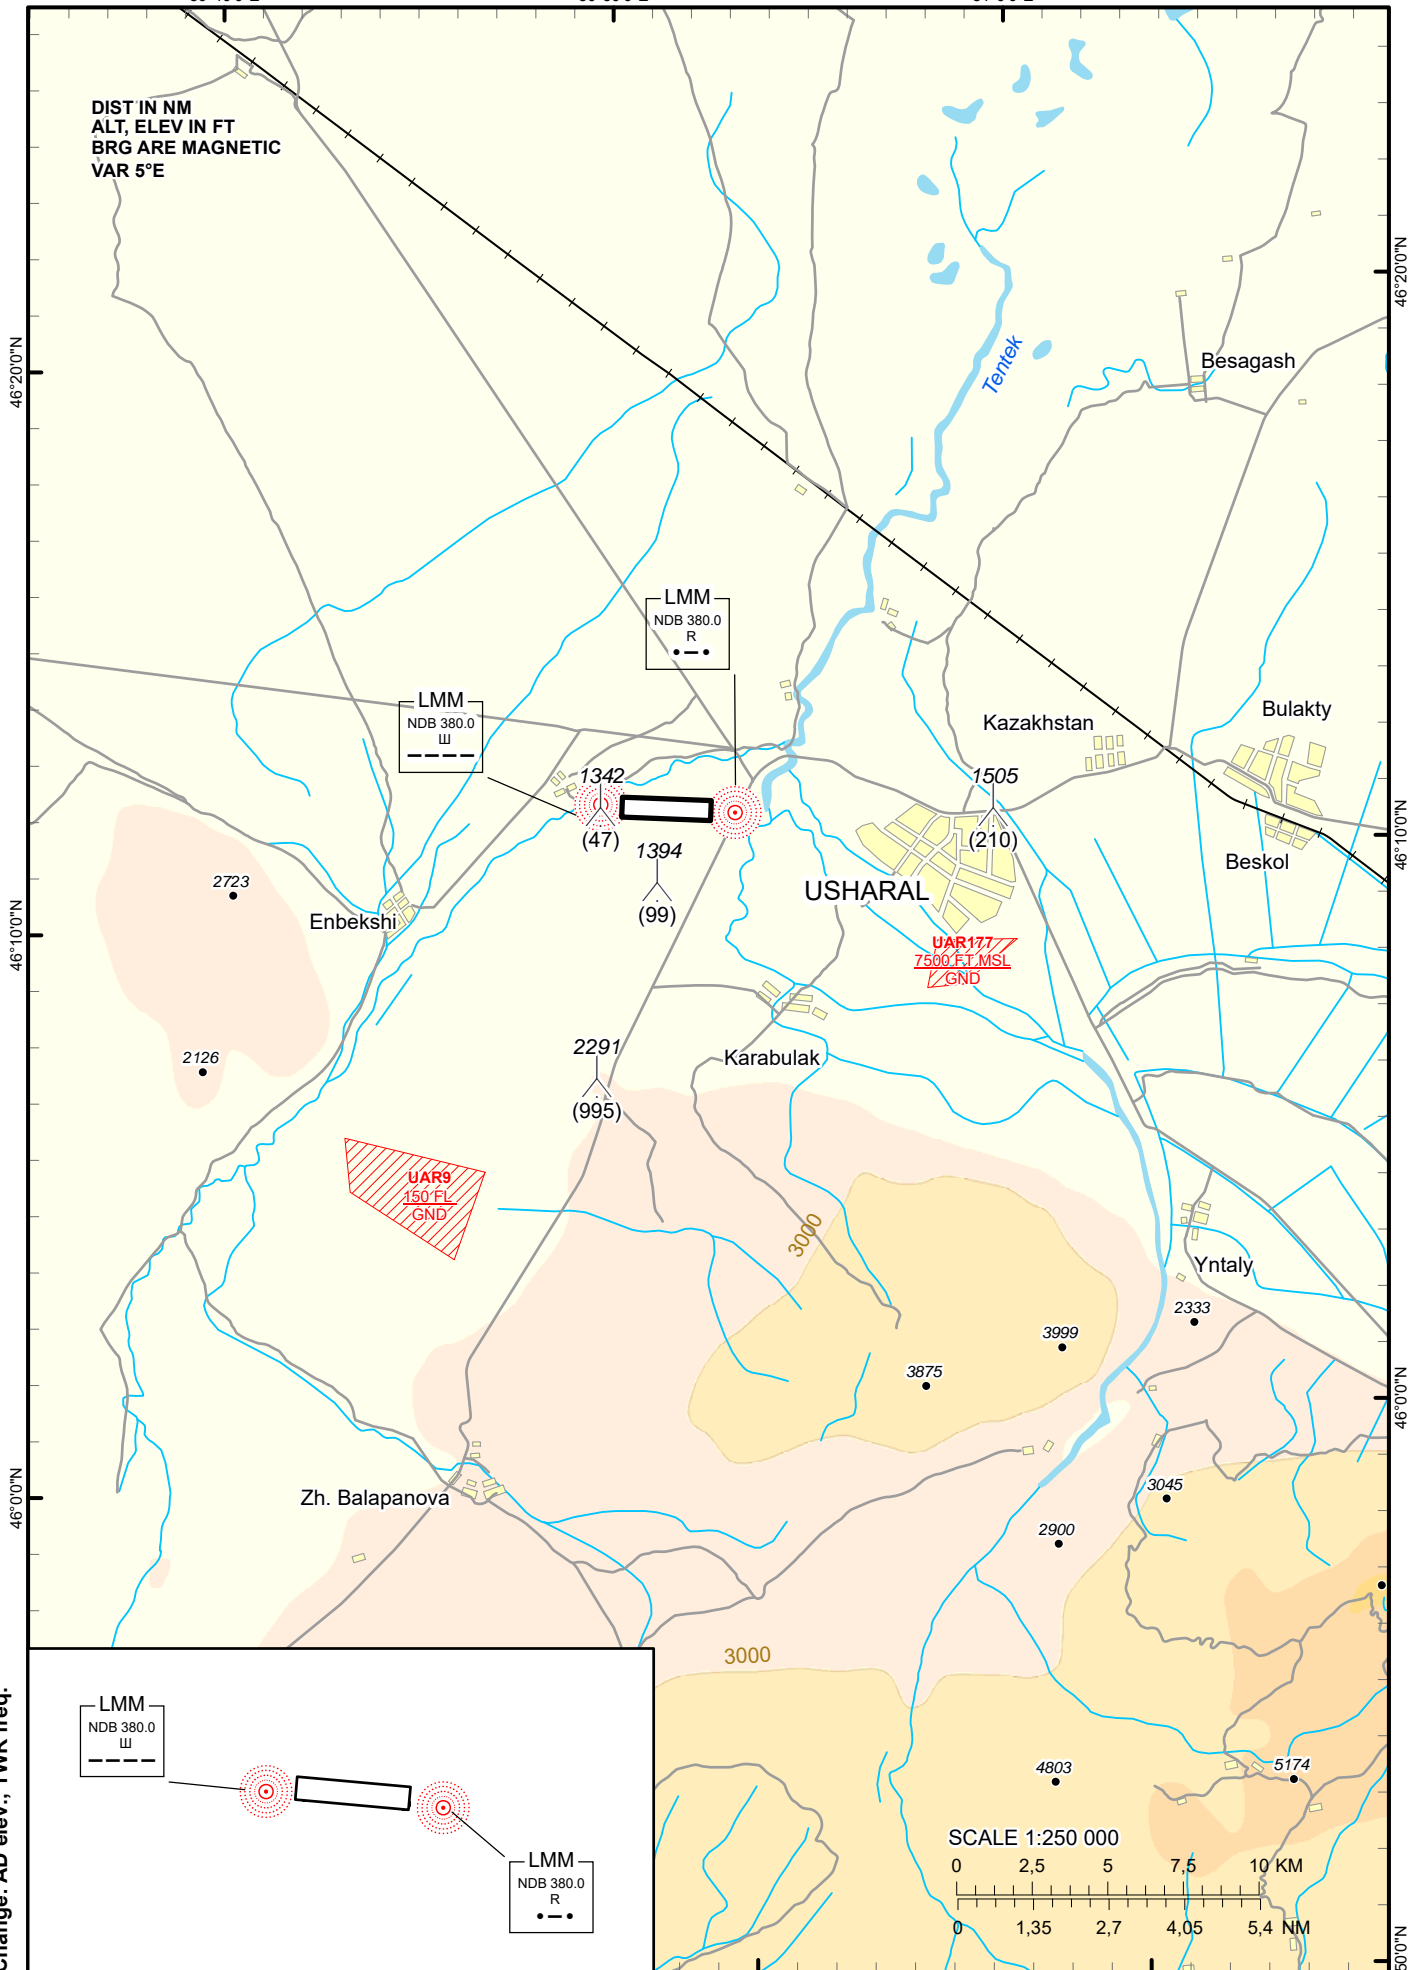 DIST IN NM
ALT, ELEV IN FT
BRG ARE MAGNETIC
VAR 5°E
46°20'0"N
46°20'0"N
Tentek
Besagash
LMM
NDB 380.0
R
LMM
NDB 380.0
Ш
Kazakhstan
Bulakty
1342
(47)
1505
(210)
46°10'0"N
1394
(99)
Beskol
USHARAL
2723
Enbekshi
46°10'0"N
UAR177
7500 FT MSL
GND
2291
(995)
Karabulak
2126
UAR9
150 FL
GND
3000
Yntaly
2333
3999
3875
46°0'0"N
Zh. Balapanova
46°0'0"N
3045
2900
3000
LMM
NDB 380.0
Ш
LMM
NDB 380.0
R
4803
5174
SCALE 1:250 000
0 2,5 5 7,5 10 KM
0 1,35 2,7 4,05 5,4 NM
Change: AD elev., TWR freq.